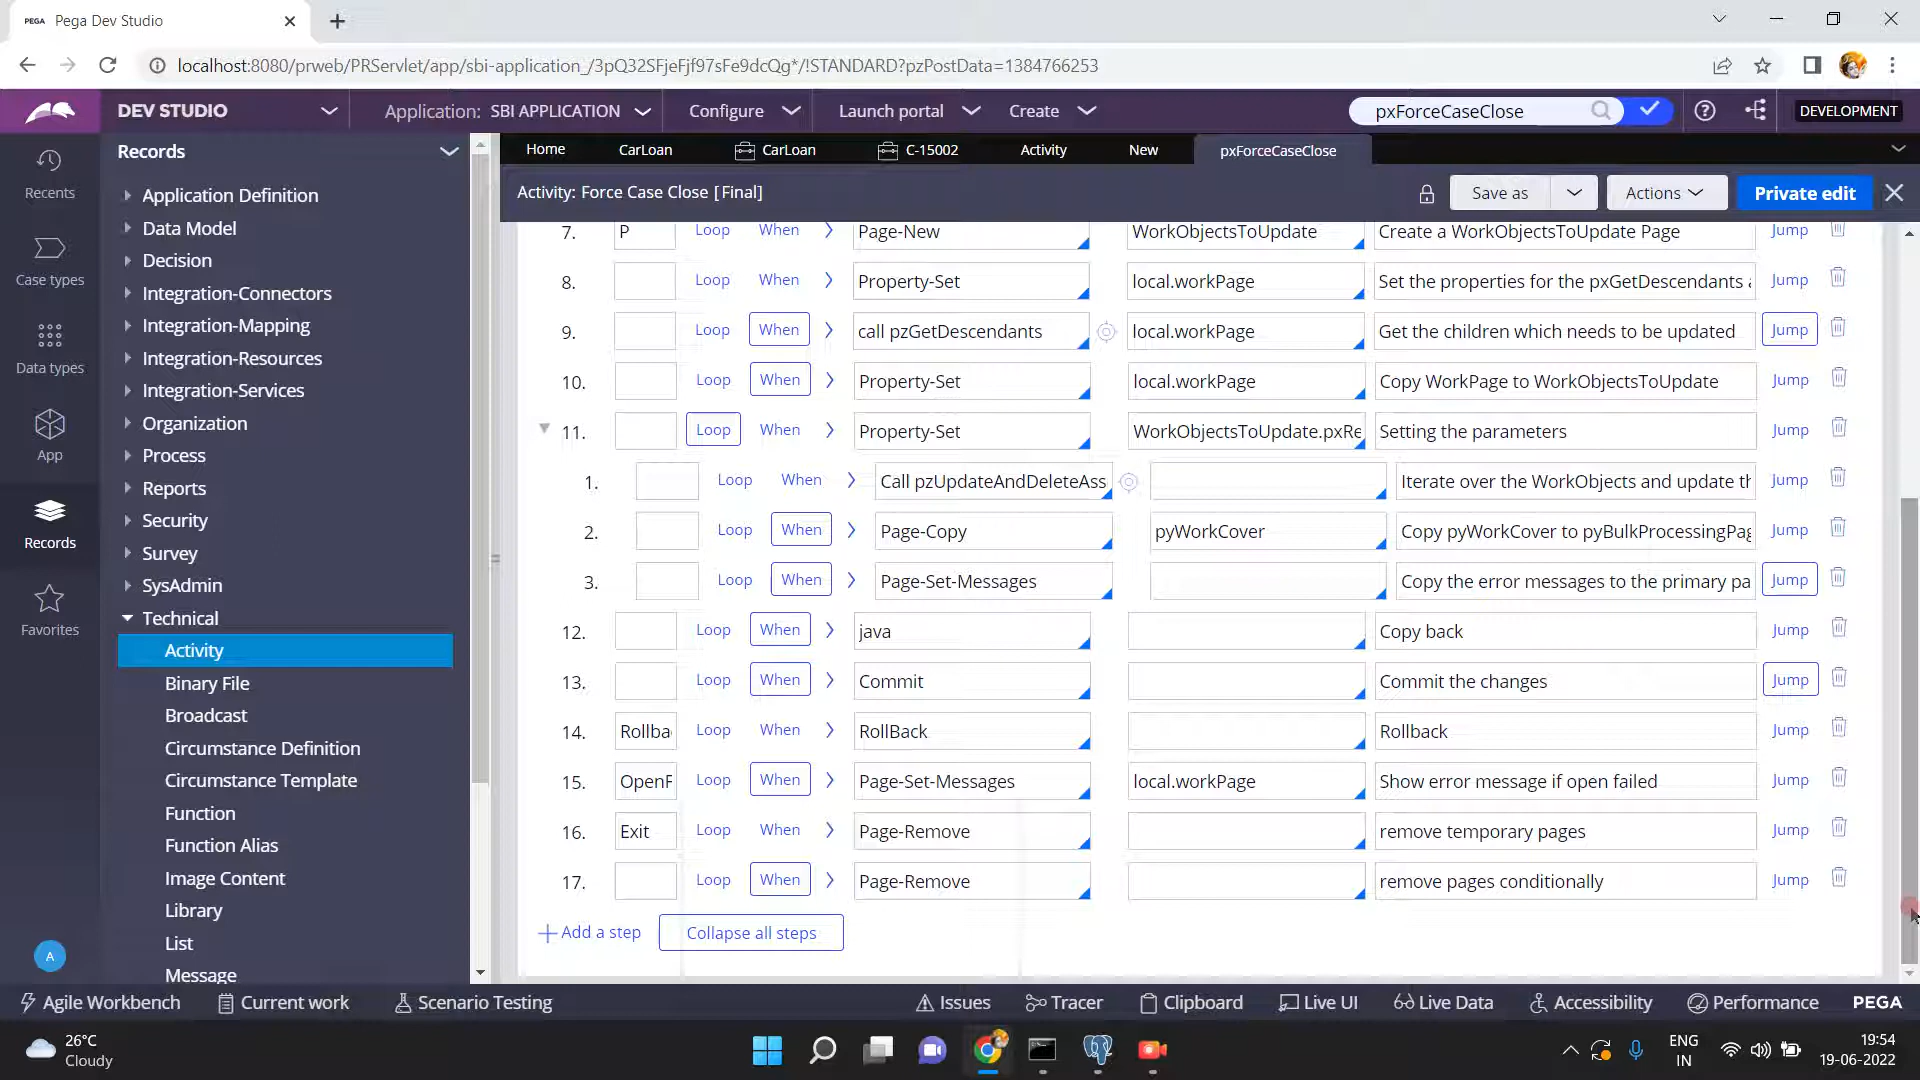 PEGA Pega Dev Studio
localhost:8080/prweb/PRServlet/app/sbi-application_/3pQ32SFjeFjf97sFe9dcQg*/!STANDARD?pzPostData=1384766253
DEV STUDIO
Application: SBI APPLICATION
Configure
Launch portal
Create
pxForceCaseClose
DEVELOPMENT
Recents
Case types
Data types
App
Records
Favorites
A
Records
Application Definition
Data Model
Decision
Integration-Connectors
Integration-Mapping
Integration-Resources
Integration-Services
Organization
Process
Reports
Security
Survey
SysAdmin
Technical
Activity
Binary File
Broadcast
Circumstance Definition
Circumstance Template
Function
Function Alias
Image Content
Library
List
Message
Home CarLoan CarLoan C-15002 Activity New pxForceCaseClose
Activity: Force Case Close [Final]
Save as
Actions
Private edit
7. P Loop When Page-New WorkObjectsToUpdate Create a WorkObjectsToUpdate Page Jump
8. Loop When Property-Set local.workPage Set the properties for the pxGetDescendants a Jump
9. Loop When call pzGetDescendants local.workPage Get the children which needs to be updated Jump
10. Loop When Property-Set local.workPage Copy WorkPage to WorkObjectsToUpdate Jump
11. Loop When Property-Set WorkObjectsToUpdate.pxRe Setting the parameters Jump
1. Loop When Call pzUpdateAndDeleteAss Iterate over the WorkObjects and update th Jump
2. Loop When Page-Copy pyWorkCover Copy pyWorkCover to pyBulkProcessingPag Jump
3. Loop When Page-Set-Messages Copy the error messages to the primary pa Jump
12. Loop When java Copy back Jump
13. Loop When Commit Commit the changes Jump
14. Rollba Loop When RollBack Rollback Jump
15. OpenF Loop When Page-Set-Messages local.workPage Show error message if open failed Jump
16. Exit Loop When Page-Remove remove temporary pages Jump
17. Loop When Page-Remove remove pages conditionally Jump
Add a step Collapse all steps
Agile Workbench Current work Scenario Testing Issues Tracer Clipboard Live UI Live Data Accessibility Performance PEGA
26°C
Cloudy
ENG
IN
19:54
19-06-2022